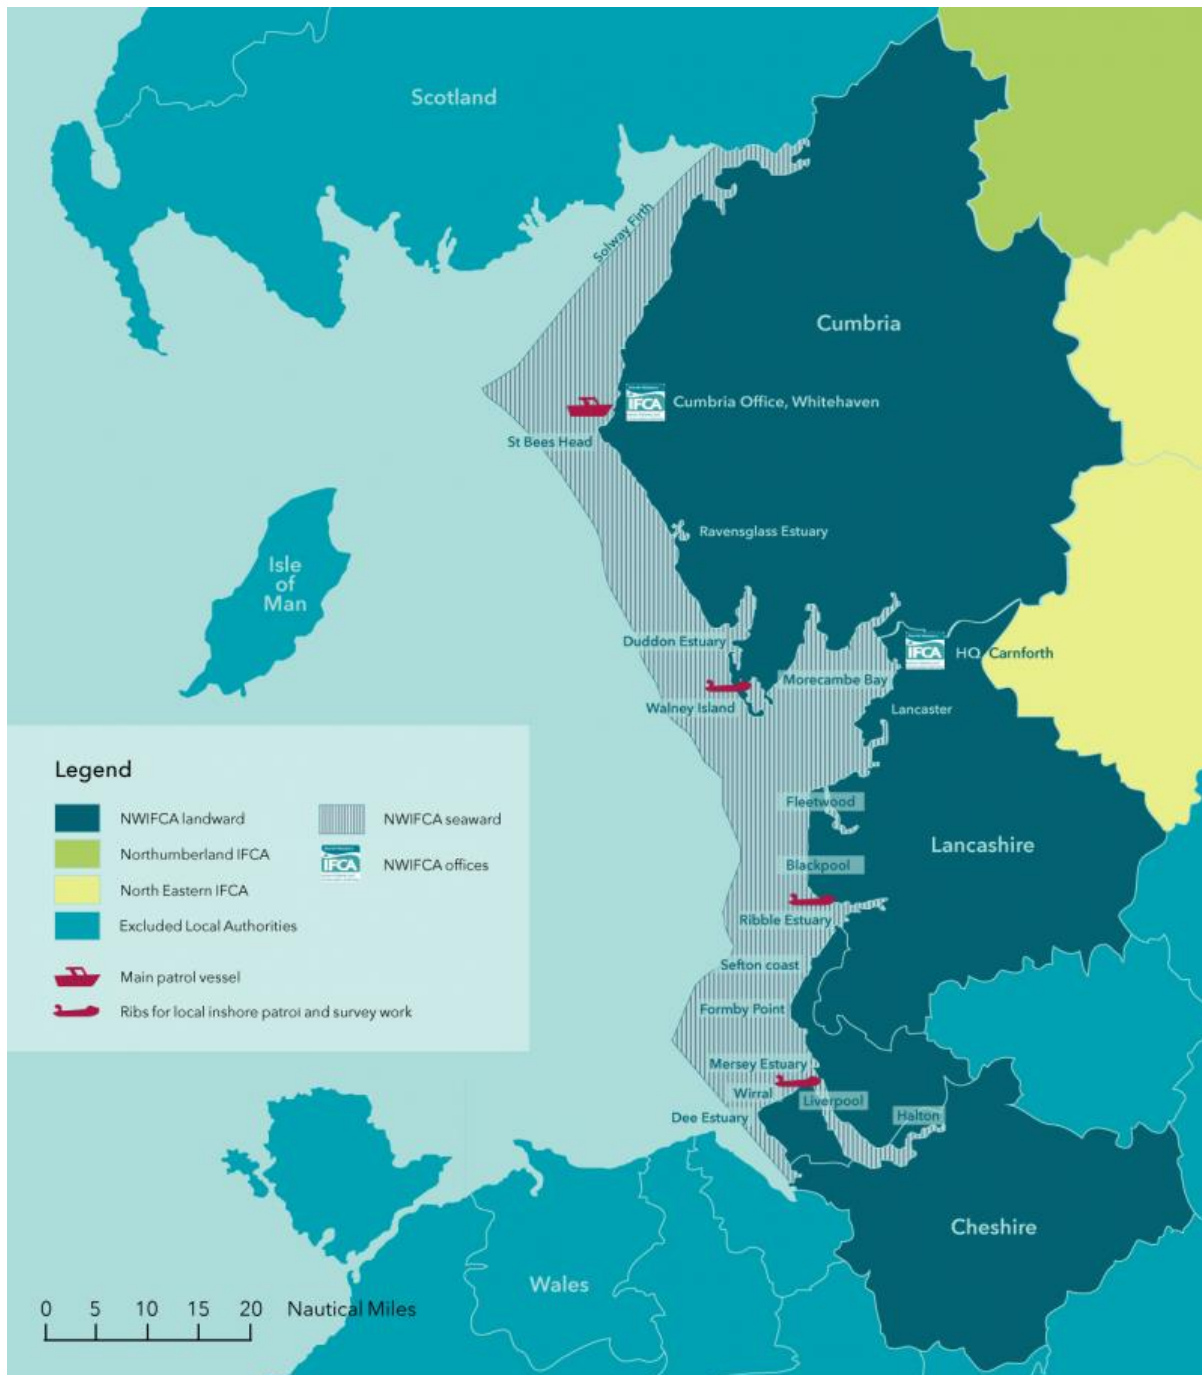 Scotland
Solway Firth
Cumbria
IFCA
Cumbria Office, Whitehaven
St Bees Head
Ravensglass Estuary
Isle
of
Man
Duddon Estuary
IFCA
HQ, Carnforth
Morecambe Bay
Walney Island
Lancaster
Fleetwood
Blackpool
Lancashire
Ribble Estuary
Sefton coast
Formby Point
Mersey Estuary
Wirral
Liverpool
Dee Estuary
Halton
Cheshire
Wales
Legend
NWIFCA landward
Northumberland IFCA
North Eastern IFCA
Excluded Local Authorities
Main patrol vessel
Ribs for local inshore patrol and survey work
NWIFCA seaward
IFCA
NWIFCA offices
0 5 10 15 20 Nautical Miles